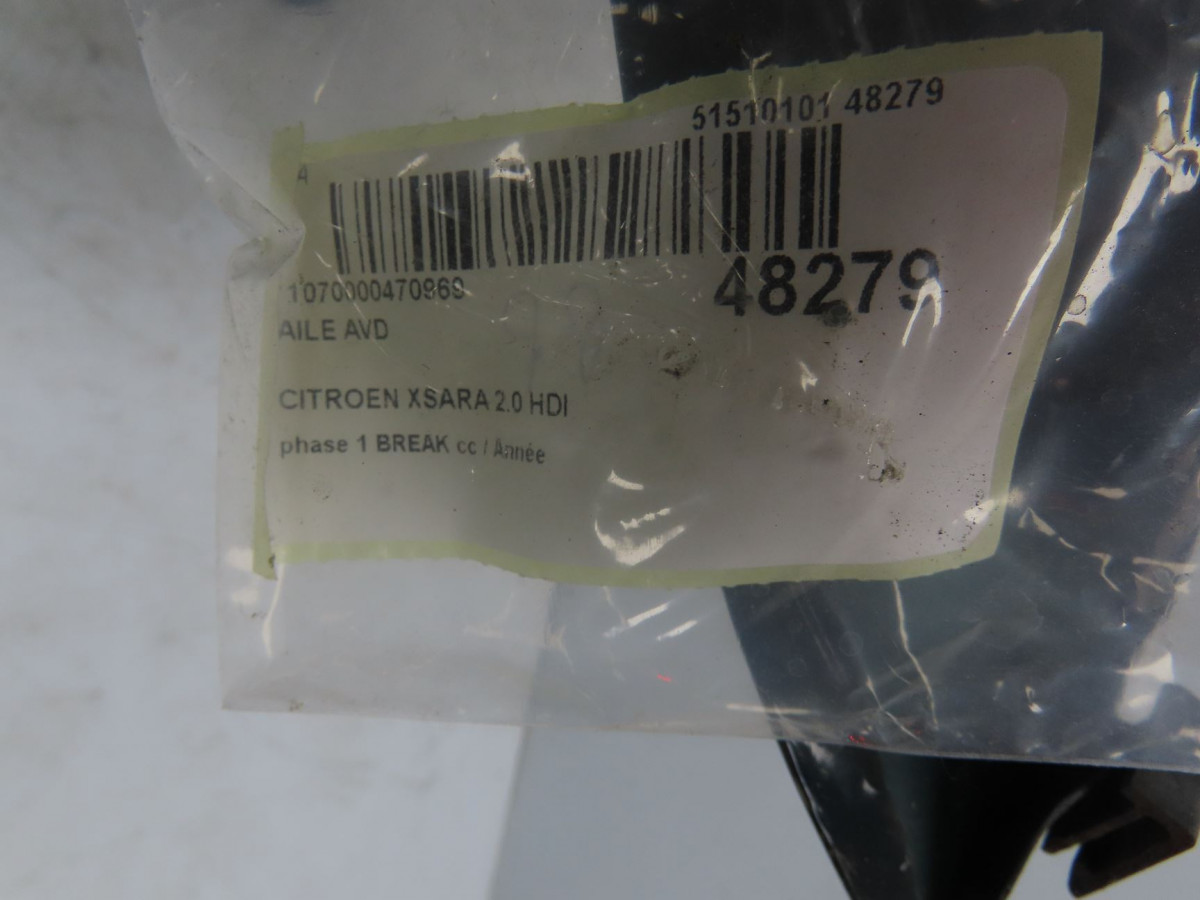 51510101 48279
A
1070000470969
48279
AILE AVD
CITROEN XSARA 2.0 HDI
phase 1 BREAK cc / Année